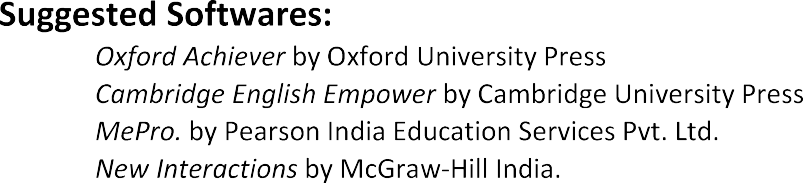 Suggested Softwares:
Oxford Achiever by Oxford University Press
Cambridge English Empower by Cambridge University Press
MePro. by Pearson India Education Services Pvt. Ltd.
New Interactions by McGraw-Hill India.